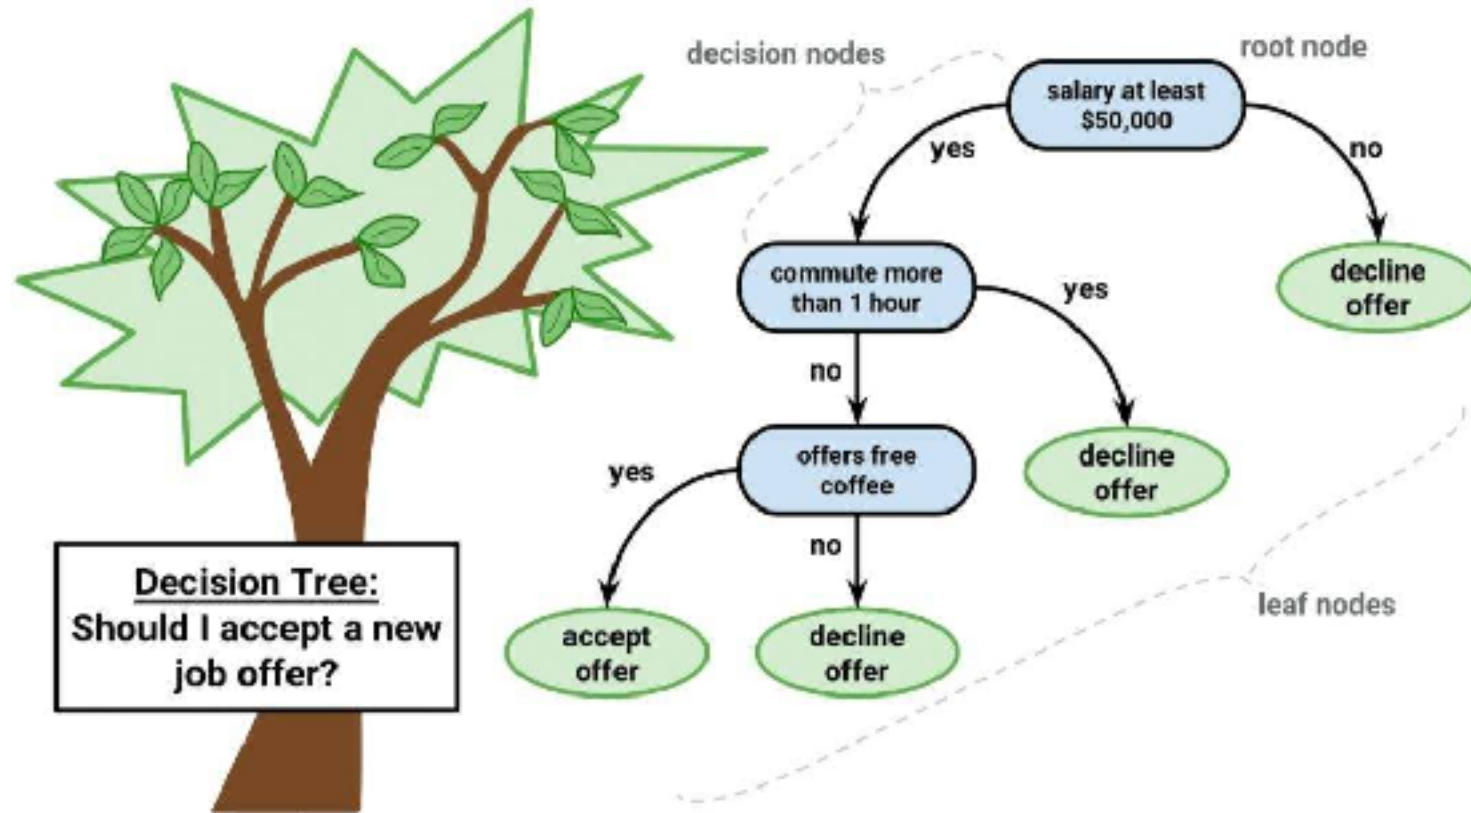 decision nodes
root node
salary at least
$50,000
yes
no
commute more
than 1 hour
yes
decline
offer
no
offers free
coffee
yes
decline
offer
no
leaf nodes
accept
offer
decline
offer
Decision Tree:
Should I accept a new
job offer?